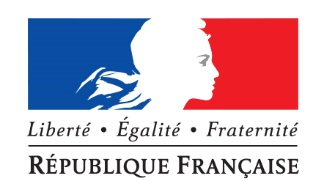 Liberté • Égalité • Fraternité
RÉPUBLIQUE FRANÇAISE